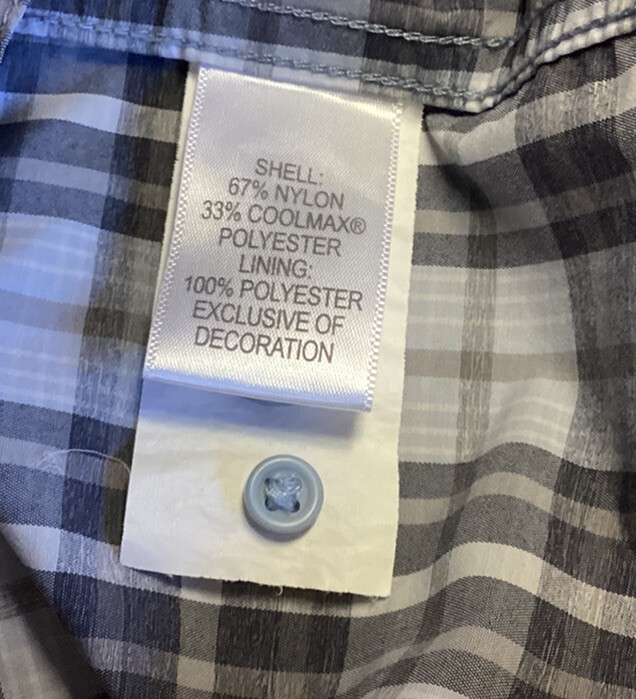 SHELL:
67% NYLON
33% COOLMAX®
POLYESTER
LINING:
100% POLYESTER
EXCLUSIVE OF
DECORATION